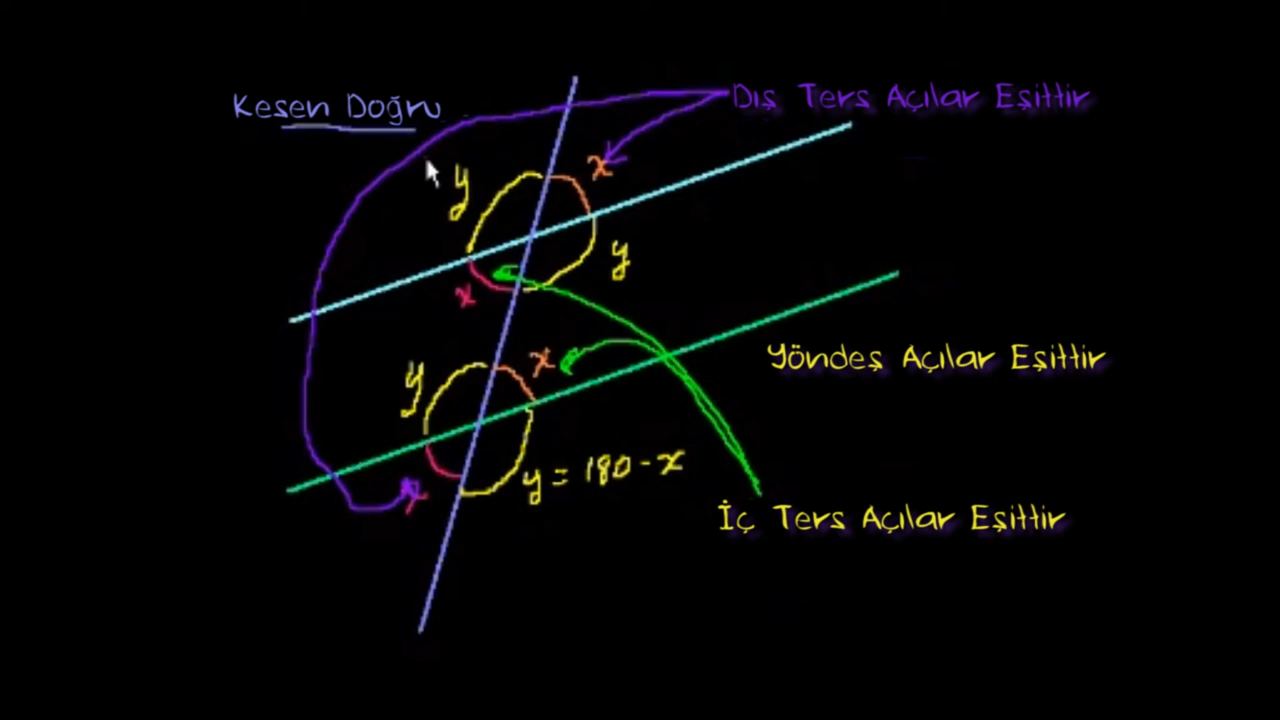 Kesen Doğru
Dış Ters Açılar Eşittir
y
x
y
x
Yöndeş Açılar Eşittir
y
x
y = 180 - x
x
İç Ters Açılar Eşittir